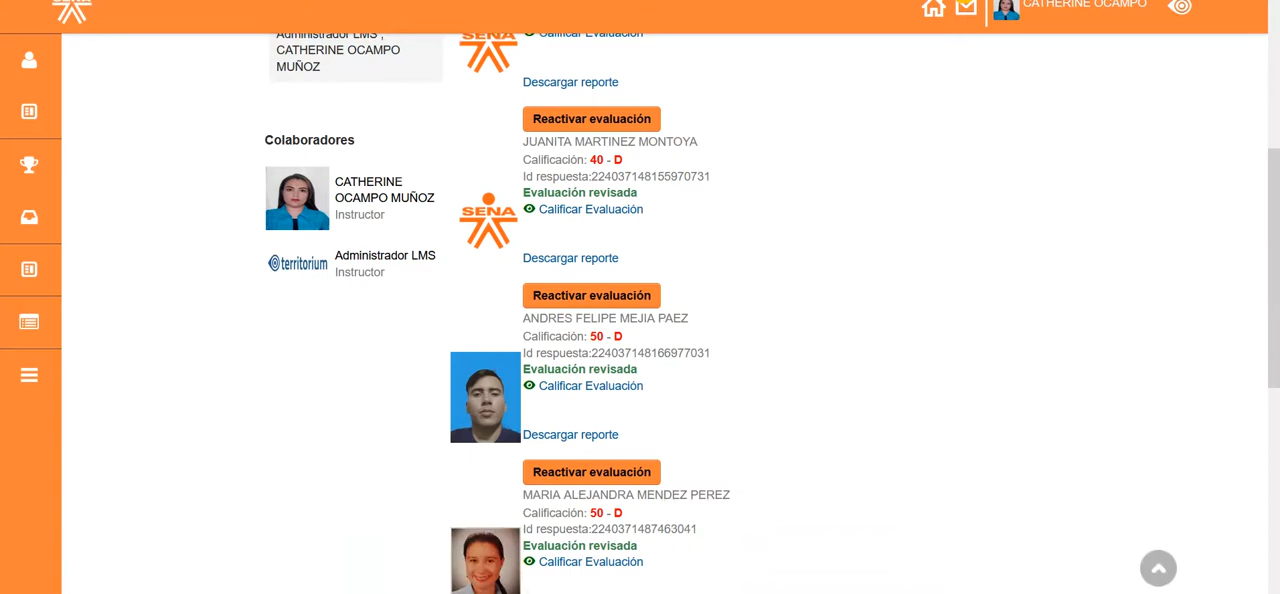 CATHERINE OCAMPO
Administrador LMS ,
CATHERINE OCAMPO
MUÑOZ
Colaboradores
CATHERINE
OCAMPO MUÑOZ
Instructor
territorium
Administrador LMS
Instructor
SENA
Calificar Evaluación
Descargar reporte
Reactivar evaluación
JUANITA MARTINEZ MONTOYA
Calificación: 40 - D
Id respuesta:224037148155970731
Evaluación revisada
Calificar Evaluación
SENA
Descargar reporte
Reactivar evaluación
ANDRES FELIPE MEJIA PAEZ
Calificación: 50 - D
Id respuesta:224037148166977031
Evaluación revisada
Calificar Evaluación
Descargar reporte
Reactivar evaluación
MARIA ALEJANDRA MENDEZ PEREZ
Calificación: 50 - D
Id respuesta:2240371487463041
Evaluación revisada
Calificar Evaluación